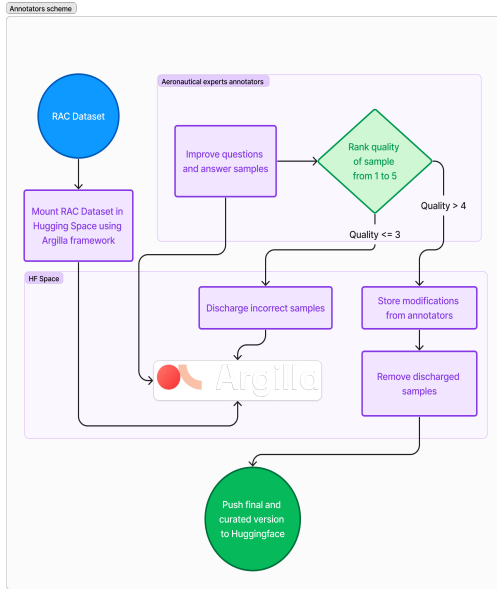 Annotators scheme
Aeronautical experts annotators
RAC Dataset
Improve questions
and answer samples
Rank quality
of sample
from 1 to 5
Mount RAC Dataset in
Hugging Space using
Argilla framework
Quality > 4
Quality <= 3
HF Space
Discharge incorrect samples
Store modifications
from annotators
Argilla
Remove discharged
samples
Push final and
curated version
to Huggingface